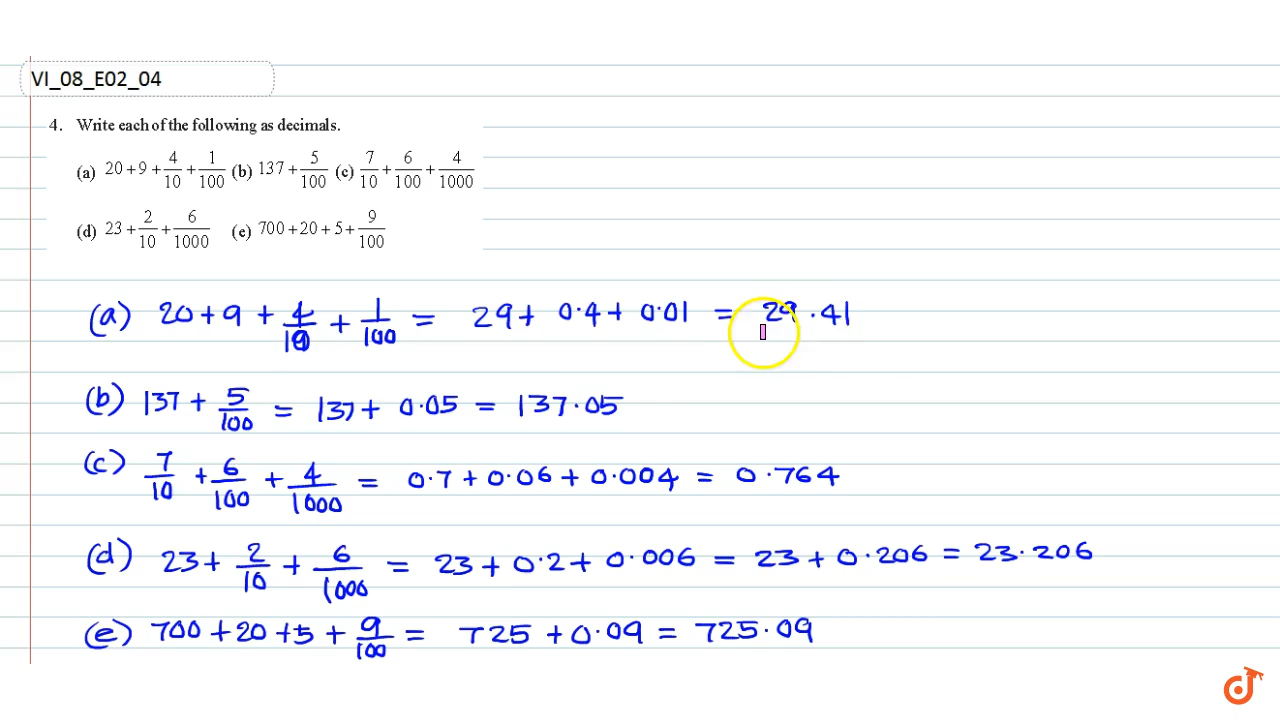 VI_08_E02_04
4. Write each of the following as decimals.
(a) 20 + 9 + 4/10 + 1/100 (b) 137 + 5/100 (c) 7/10 + 6/100 + 4/1000
(d) 23 + 2/10 + 6/1000 (e) 700 + 20 + 5 + 9/100
(a) 20 + 9 + 4/10 + 1/100 = 29 + 0.4 + 0.01 = 29.41
(b) 137 + 5/100 = 137 + 0.05 = 137.05
(c) 7/10 + 6/100 + 4/1000 = 0.7 + 0.06 + 0.004 = 0.764
(d) 23 + 2/10 + 6/1000 = 23 + 0.2 + 0.006 = 23 + 0.206 = 23.206
(e) 700 + 20 + 5 + 9/100 = 725 + 0.09 = 725.09